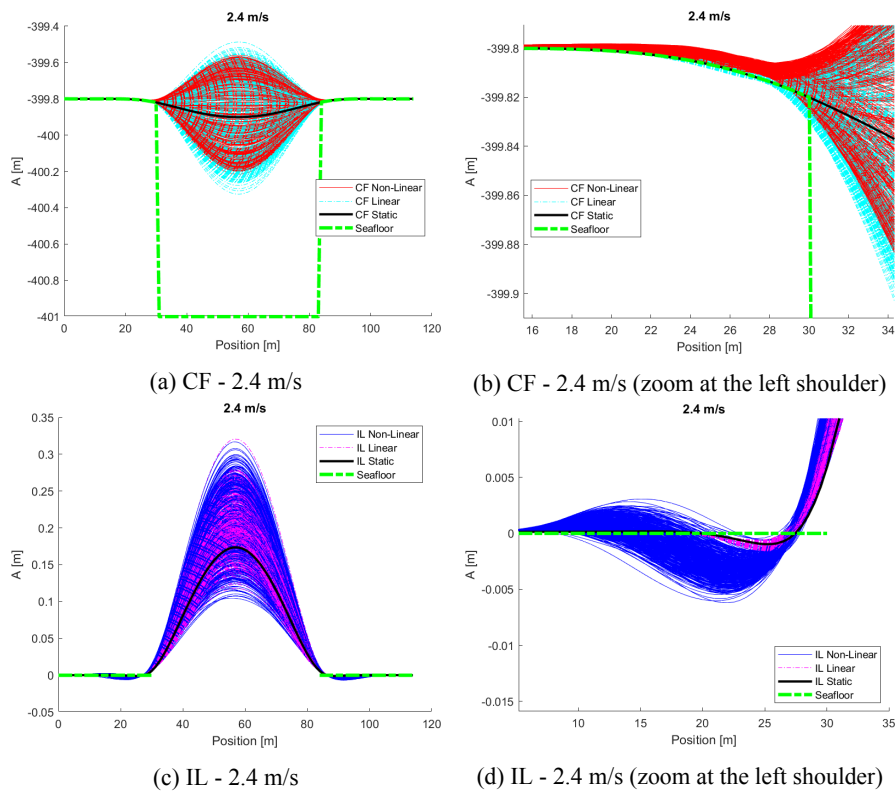 2.4 m/s
-399.4
-399.6
-399.8
-400
-400.2
-400.4
-400.6
-400.8
-401
A [m]
CF Non-Linear
CF Linear
CF Static
Seafloor
0 20 40 60 80 100 120
Position [m]
(a) CF - 2.4 m/s
2.4 m/s
-399.8
-399.82
-399.84
-399.86
-399.88
-399.9
A [m]
CF Non-Linear
CF Linear
CF Static
Seafloor
16 18 20 22 24 26 28 30 32 34
Position [m]
(b) CF - 2.4 m/s (zoom at the left shoulder)
2.4 m/s
0.35
0.3
0.25
0.2
0.15
0.1
0.05
0
-0.05
A [m]
IL Non-Linear
IL Linear
IL Static
Seafloor
0 20 40 60 80 100 120
Position [m]
(c) IL - 2.4 m/s
2.4 m/s
0.01
0.005
0
-0.005
-0.01
-0.015
A [m]
IL Non-Linear
IL Linear
IL Static
Seafloor
10 15 20 25 30 35
Position [m]
(d) IL - 2.4 m/s (zoom at the left shoulder)